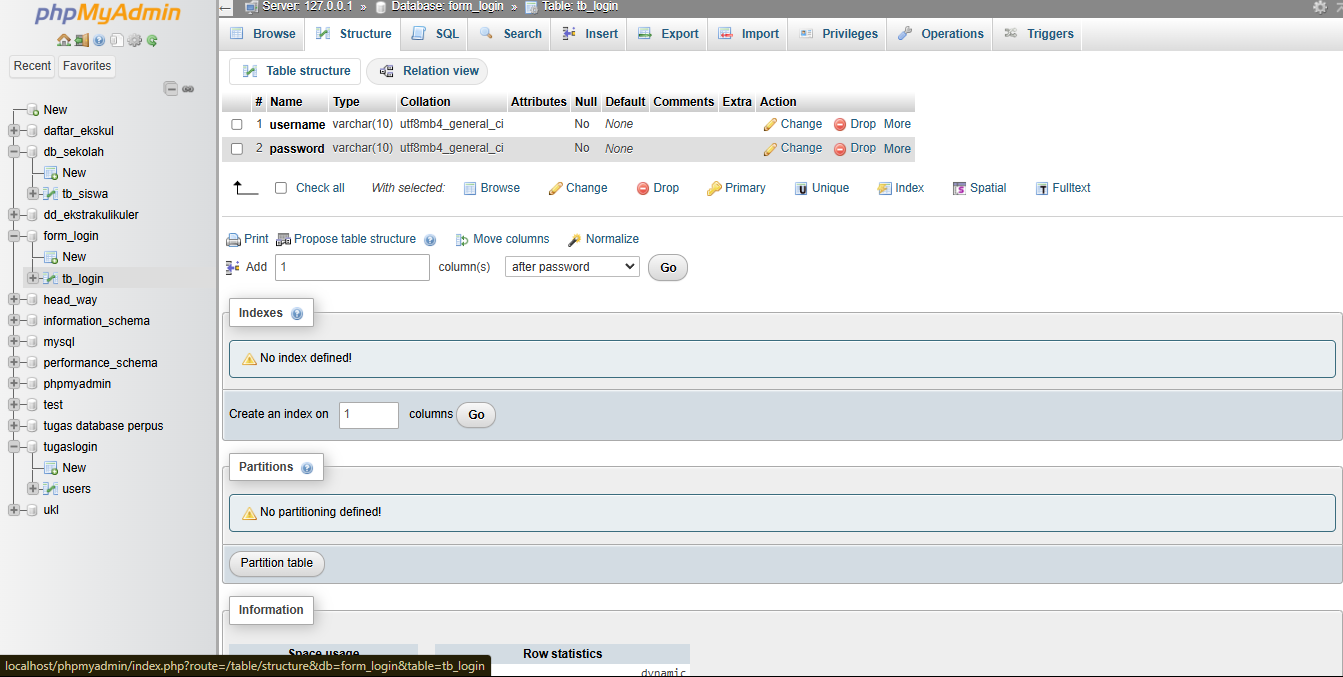 phpMyAdmin
Recent Favorites
New
daftar_ekskul
db_sekolah
New
tb_siswa
dd_ekstrakulikuler
form_login
New
tb_login
head_way
information_schema
mysql
performance_schema
phpmyadmin
test
tugas database perpus
tugaslogin
New
users
ukl
Server: 127.0.0.1 » Database: form_login » Table: tb_login
Browse Structure SQL Search Insert Export Import Privileges Operations Triggers
Table structure Relation view
# Name Type Collation Attributes Null Default Comments Extra Action
1 username varchar(10) utf8mb4_general_ci No None Change Drop More
2 password varchar(10) utf8mb4_general_ci No None Change Drop More
Check all With selected: Browse Change Drop Primary Unique Index Spatial Fulltext
Print Propose table structure Move columns Normalize
Add 1 column(s) after password Go
Indexes
No index defined!
Create an index on 1 columns Go
Partitions
No partitioning defined!
Partition table
Information
Space usage Row statistics
dynamic
localhost/phpmyadmin/index.php?route=/table/structure&db=form_login&table=tb_login